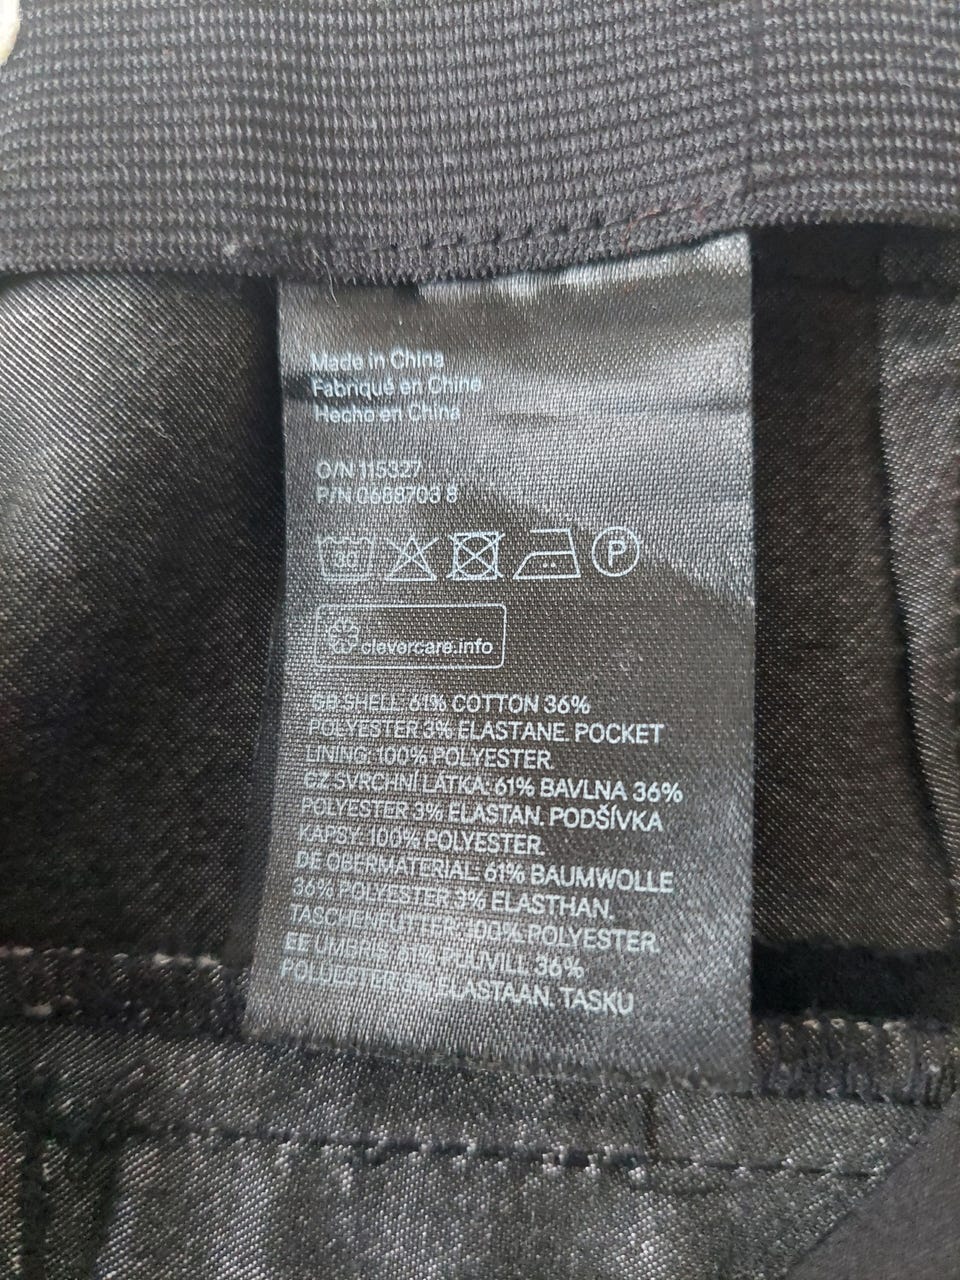 Made in China
Fabriqué en Chine
Hecho en China
O/N 115327
P/N 0688708 8
P
clevercare.info
GB SHELL: 61% COTTON 36%
POLYESTER 3% ELASTANE. POCKET
LINING: 100% POLYESTER.
CZ SVRCHNÍ LÁTKA: 61% BAVLNA 36%
POLYESTER 3% ELASTAN. PODŠÍVKA
KAPSY: 100% POLYESTER.
DE OBERMATERIAL: 61% BAUMWOLLE
36% POLYESTER 3% ELASTHAN.
TASCHENFUTTER: 100% POLYESTER.
EE ÜMBRIS: 61% PUUVILL 36%
POLÜESTER 3% ELASTAAN. TASKU